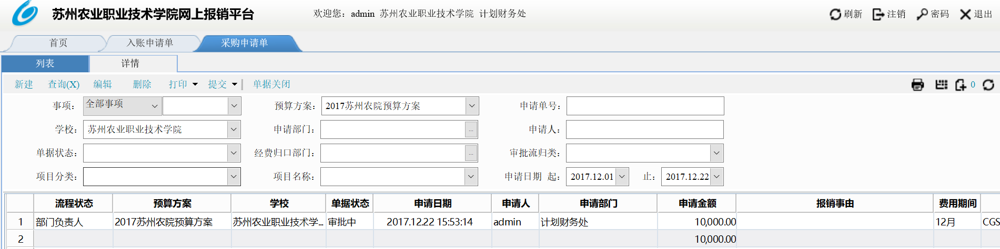 苏州农业职业技术学院网上报销平台 欢迎您：admin 苏州农业职业技术学院 计划财务处 刷新 注销 密码 退出
首页 入账申请单 采购申请单
列表 详情
新建 查询(X) 编辑 删除 打印 提交 单据关闭 0
事项： 全部事项 预算方案： 2017苏州农院预算方案 申请单号：
学校： 苏州农业职业技术学院 申请部门： ... 申请人：
单据状态： 经费归口部门： ... 审批流归类：
项目分类： 项目名称： 申请日期 起： 2017.12.01 止： 2017.12.22
流程状态 预算方案 学校 单据状态 申请日期 申请人 申请部门 申请金额 报销事由 费用期间
1 部门负责人 2017苏州农院预算方案 苏州农业职业技术学... 审批中 2017.12.22 15:53:14 admin 计划财务处 10,000.00 12月 CGS
2 10,000.00